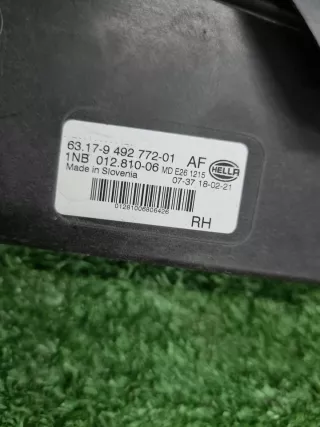 63.17-9 492 772-01 AF
1NB 012.810-06 MD E26 1215 HELLA
Made in Slovenia 07-37 18-02-21
01281006806426
RH